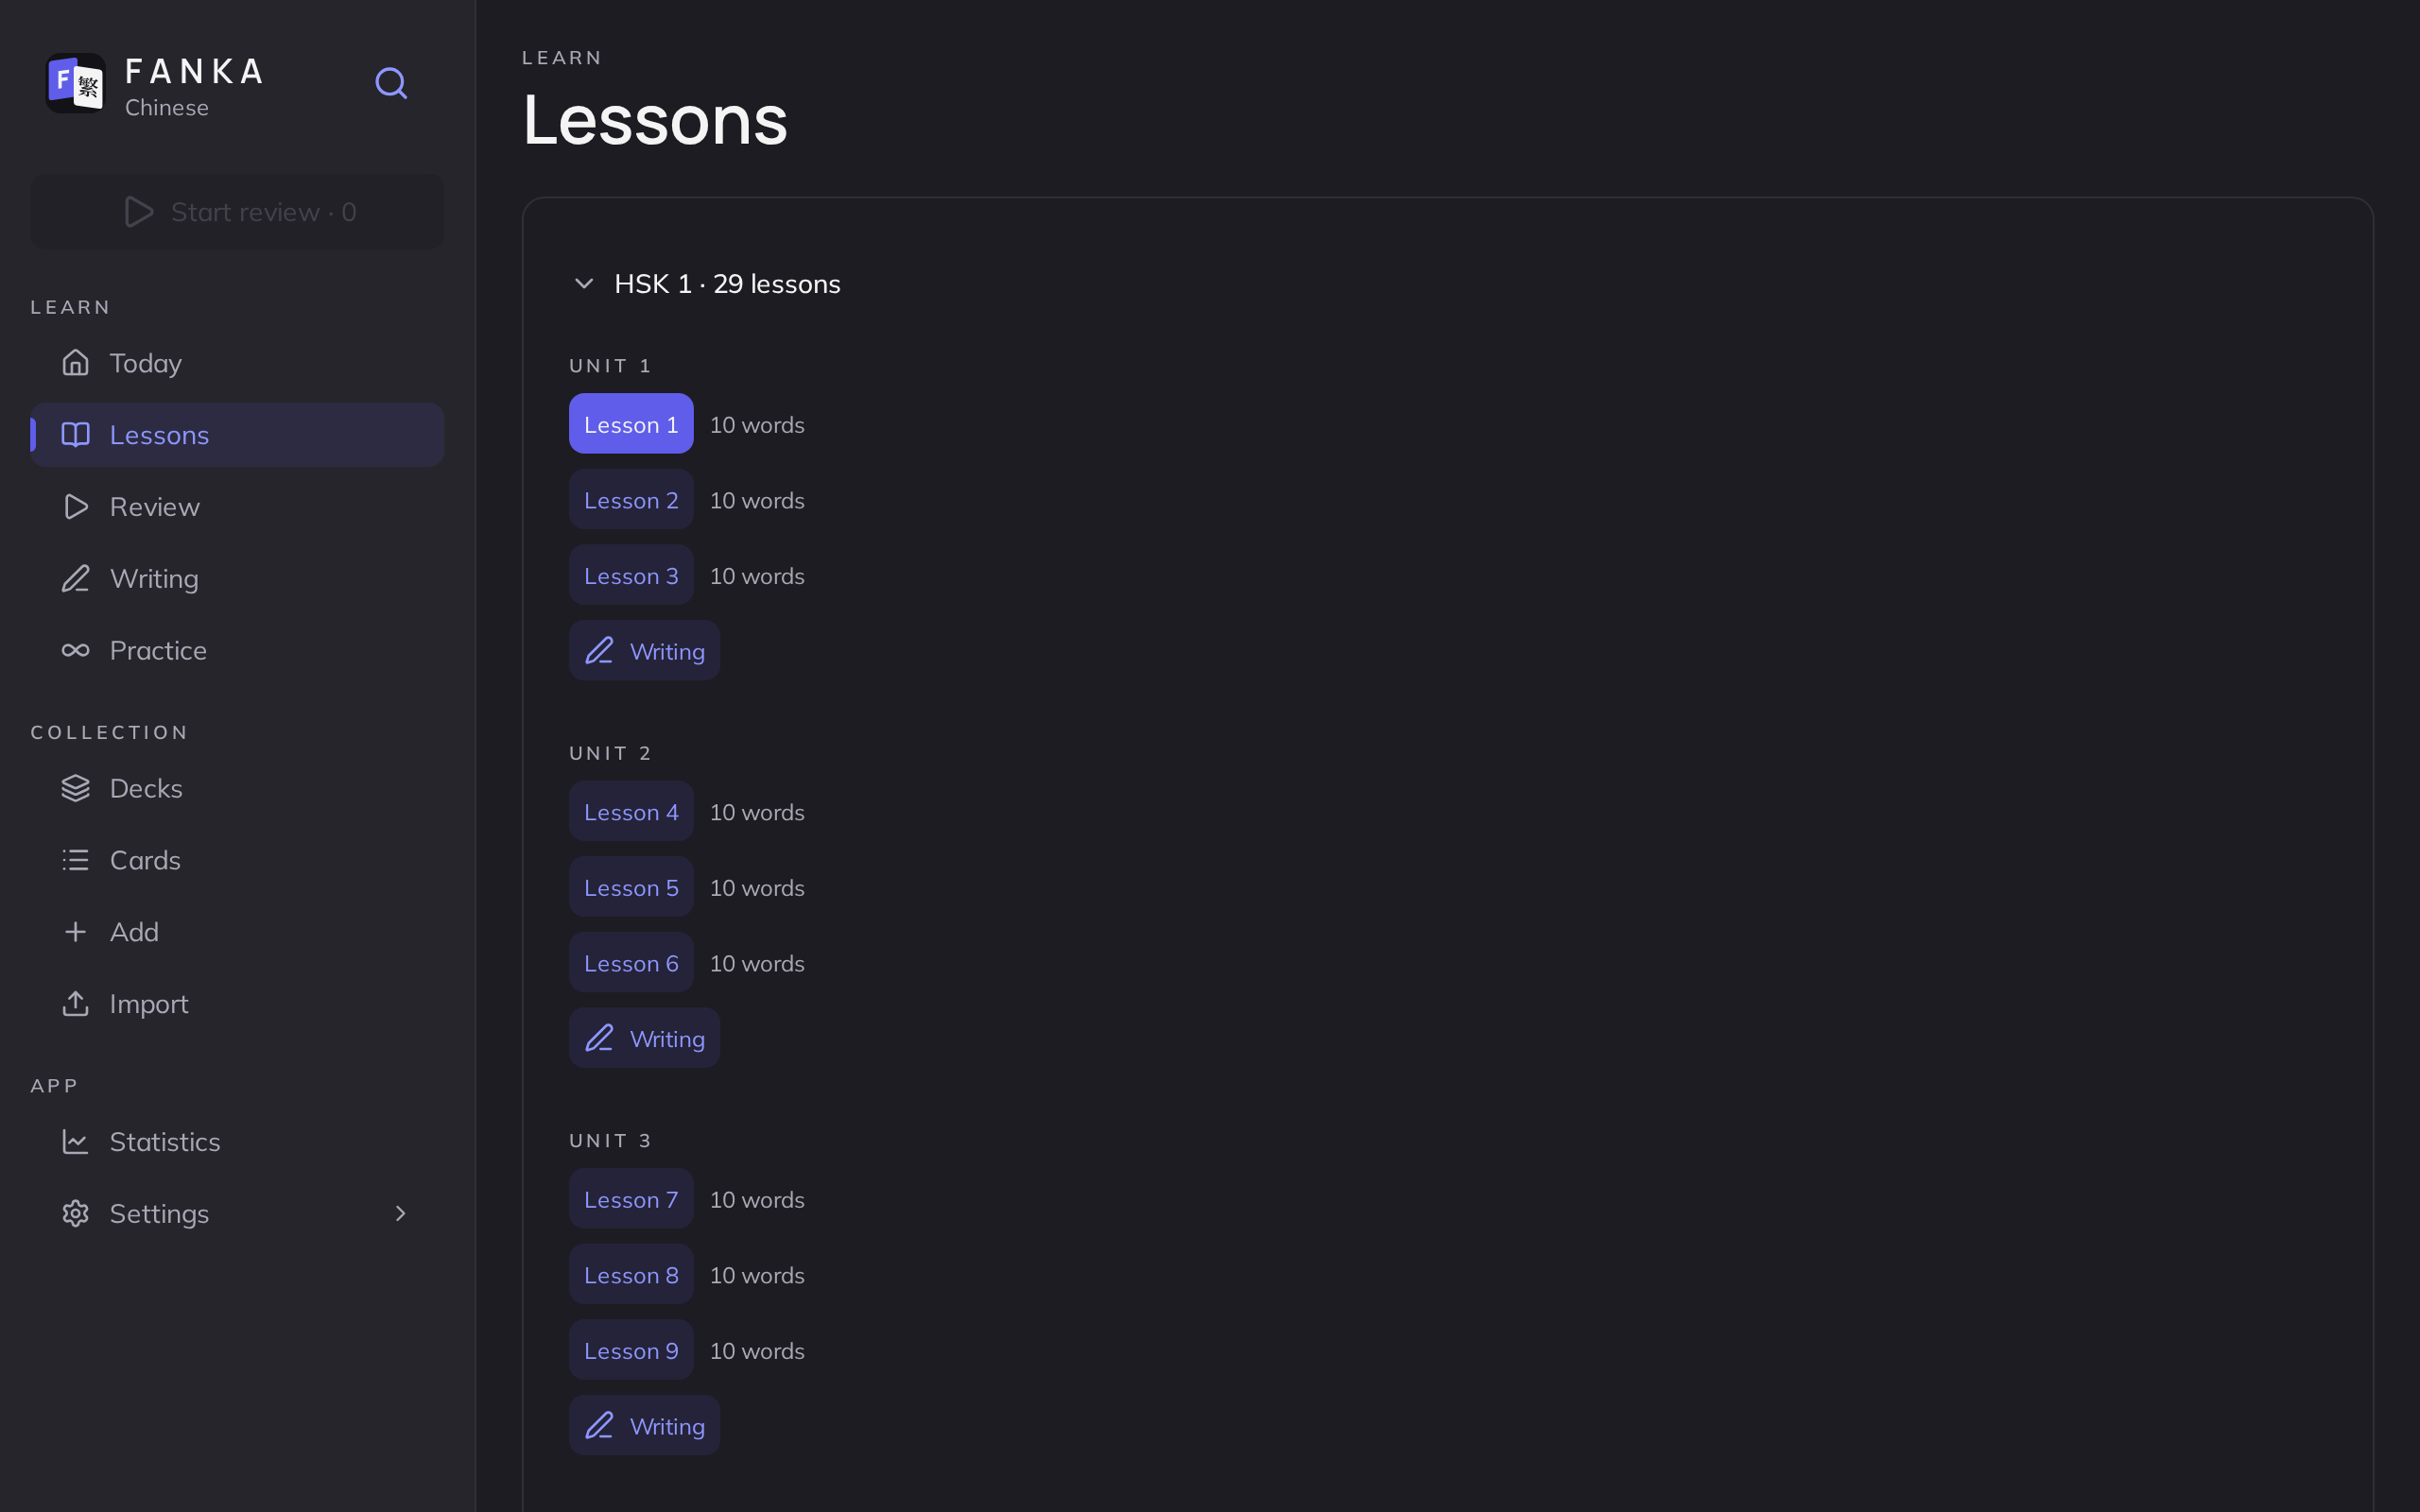 F 繁
FANKA
Chinese
Start review · 0
LEARN
Today
Lessons
Review
Writing
Practice
COLLECTION
Decks
Cards
Add
Import
APP
Statistics
Settings
LEARN
Lessons
HSK 1 · 29 lessons
UNIT 1
Lesson 1 10 words
Lesson 2 10 words
Lesson 3 10 words
Writing
UNIT 2
Lesson 4 10 words
Lesson 5 10 words
Lesson 6 10 words
Writing
UNIT 3
Lesson 7 10 words
Lesson 8 10 words
Lesson 9 10 words
Writing